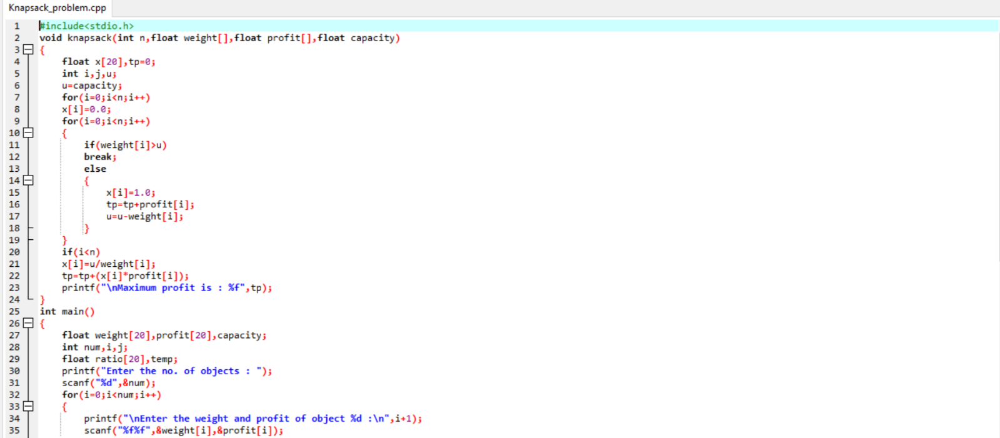 Knapsack_problem.cpp
1 #include<stdio.h>
2 void knapsack(int n,float weight[],float profit[],float capacity)
3 {
4 float x[20],tp=0;
5 int i,j,u;
6 u=capacity;
7 for(i=0;i<n;i++)
8 x[i]=0.0;
9 for(i=0;i<n;i++)
10 {
11 if(weight[i]>u)
12 break;
13 else
14 {
15 x[i]=1.0;
16 tp=tp+profit[i];
17 u=u-weight[i];
18 }
19 }
20 if(i<n)
21 x[i]=u/weight[i];
22 tp=tp+(x[i]*profit[i]);
23 printf("\nMaximum profit is : %f",tp);
24 }
25 int main()
26 {
27 float weight[20],profit[20],capacity;
28 int num,i,j;
29 float ratio[20],temp;
30 printf("Enter the no. of objects : ");
31 scanf("%d",&num);
32 for(i=0;i<num;i++)
33 {
34 printf("\nEnter the weight and profit of object %d :\n",i+1);
35 scanf("%f%f",&weight[i],&profit[i]);